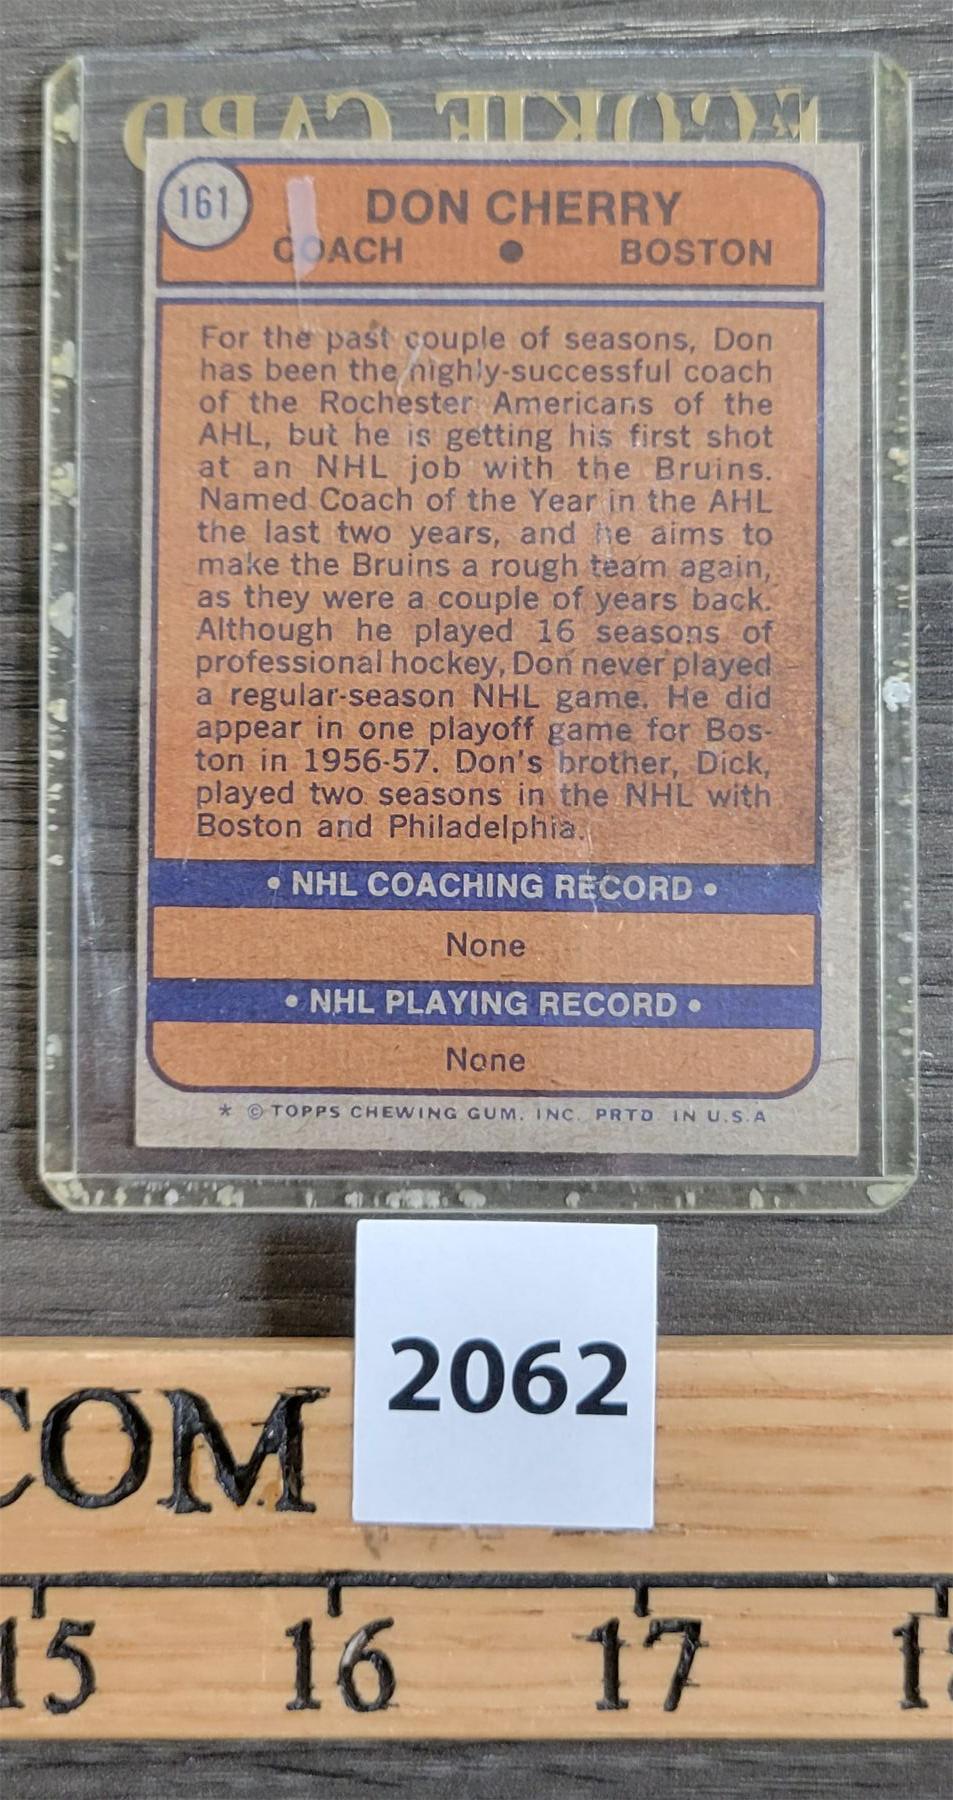 ROOKIE CARD
161
DON CHERRY
COACH • BOSTON
For the past couple of seasons, Don
has been the highly-successful coach
of the Rochester Americans of the
AHL, but he is getting his first shot
at an NHL job with the Bruins.
Named Coach of the Year in the AHL
the last two years, and he aims to
make the Bruins a rough team again,
as they were a couple of years back.
Although he played 16 seasons of
professional hockey, Don never played
a regular-season NHL game. He did
appear in one playoff game for Bos-
ton in 1956-57. Don's brother, Dick,
played two seasons in the NHL with
Boston and Philadelphia.
• NHL COACHING RECORD •
None
• NHL PLAYING RECORD •
None
* © TOPPS CHEWING GUM, INC. PRTD. IN U.S.A
2062
COM
15 16 17 18